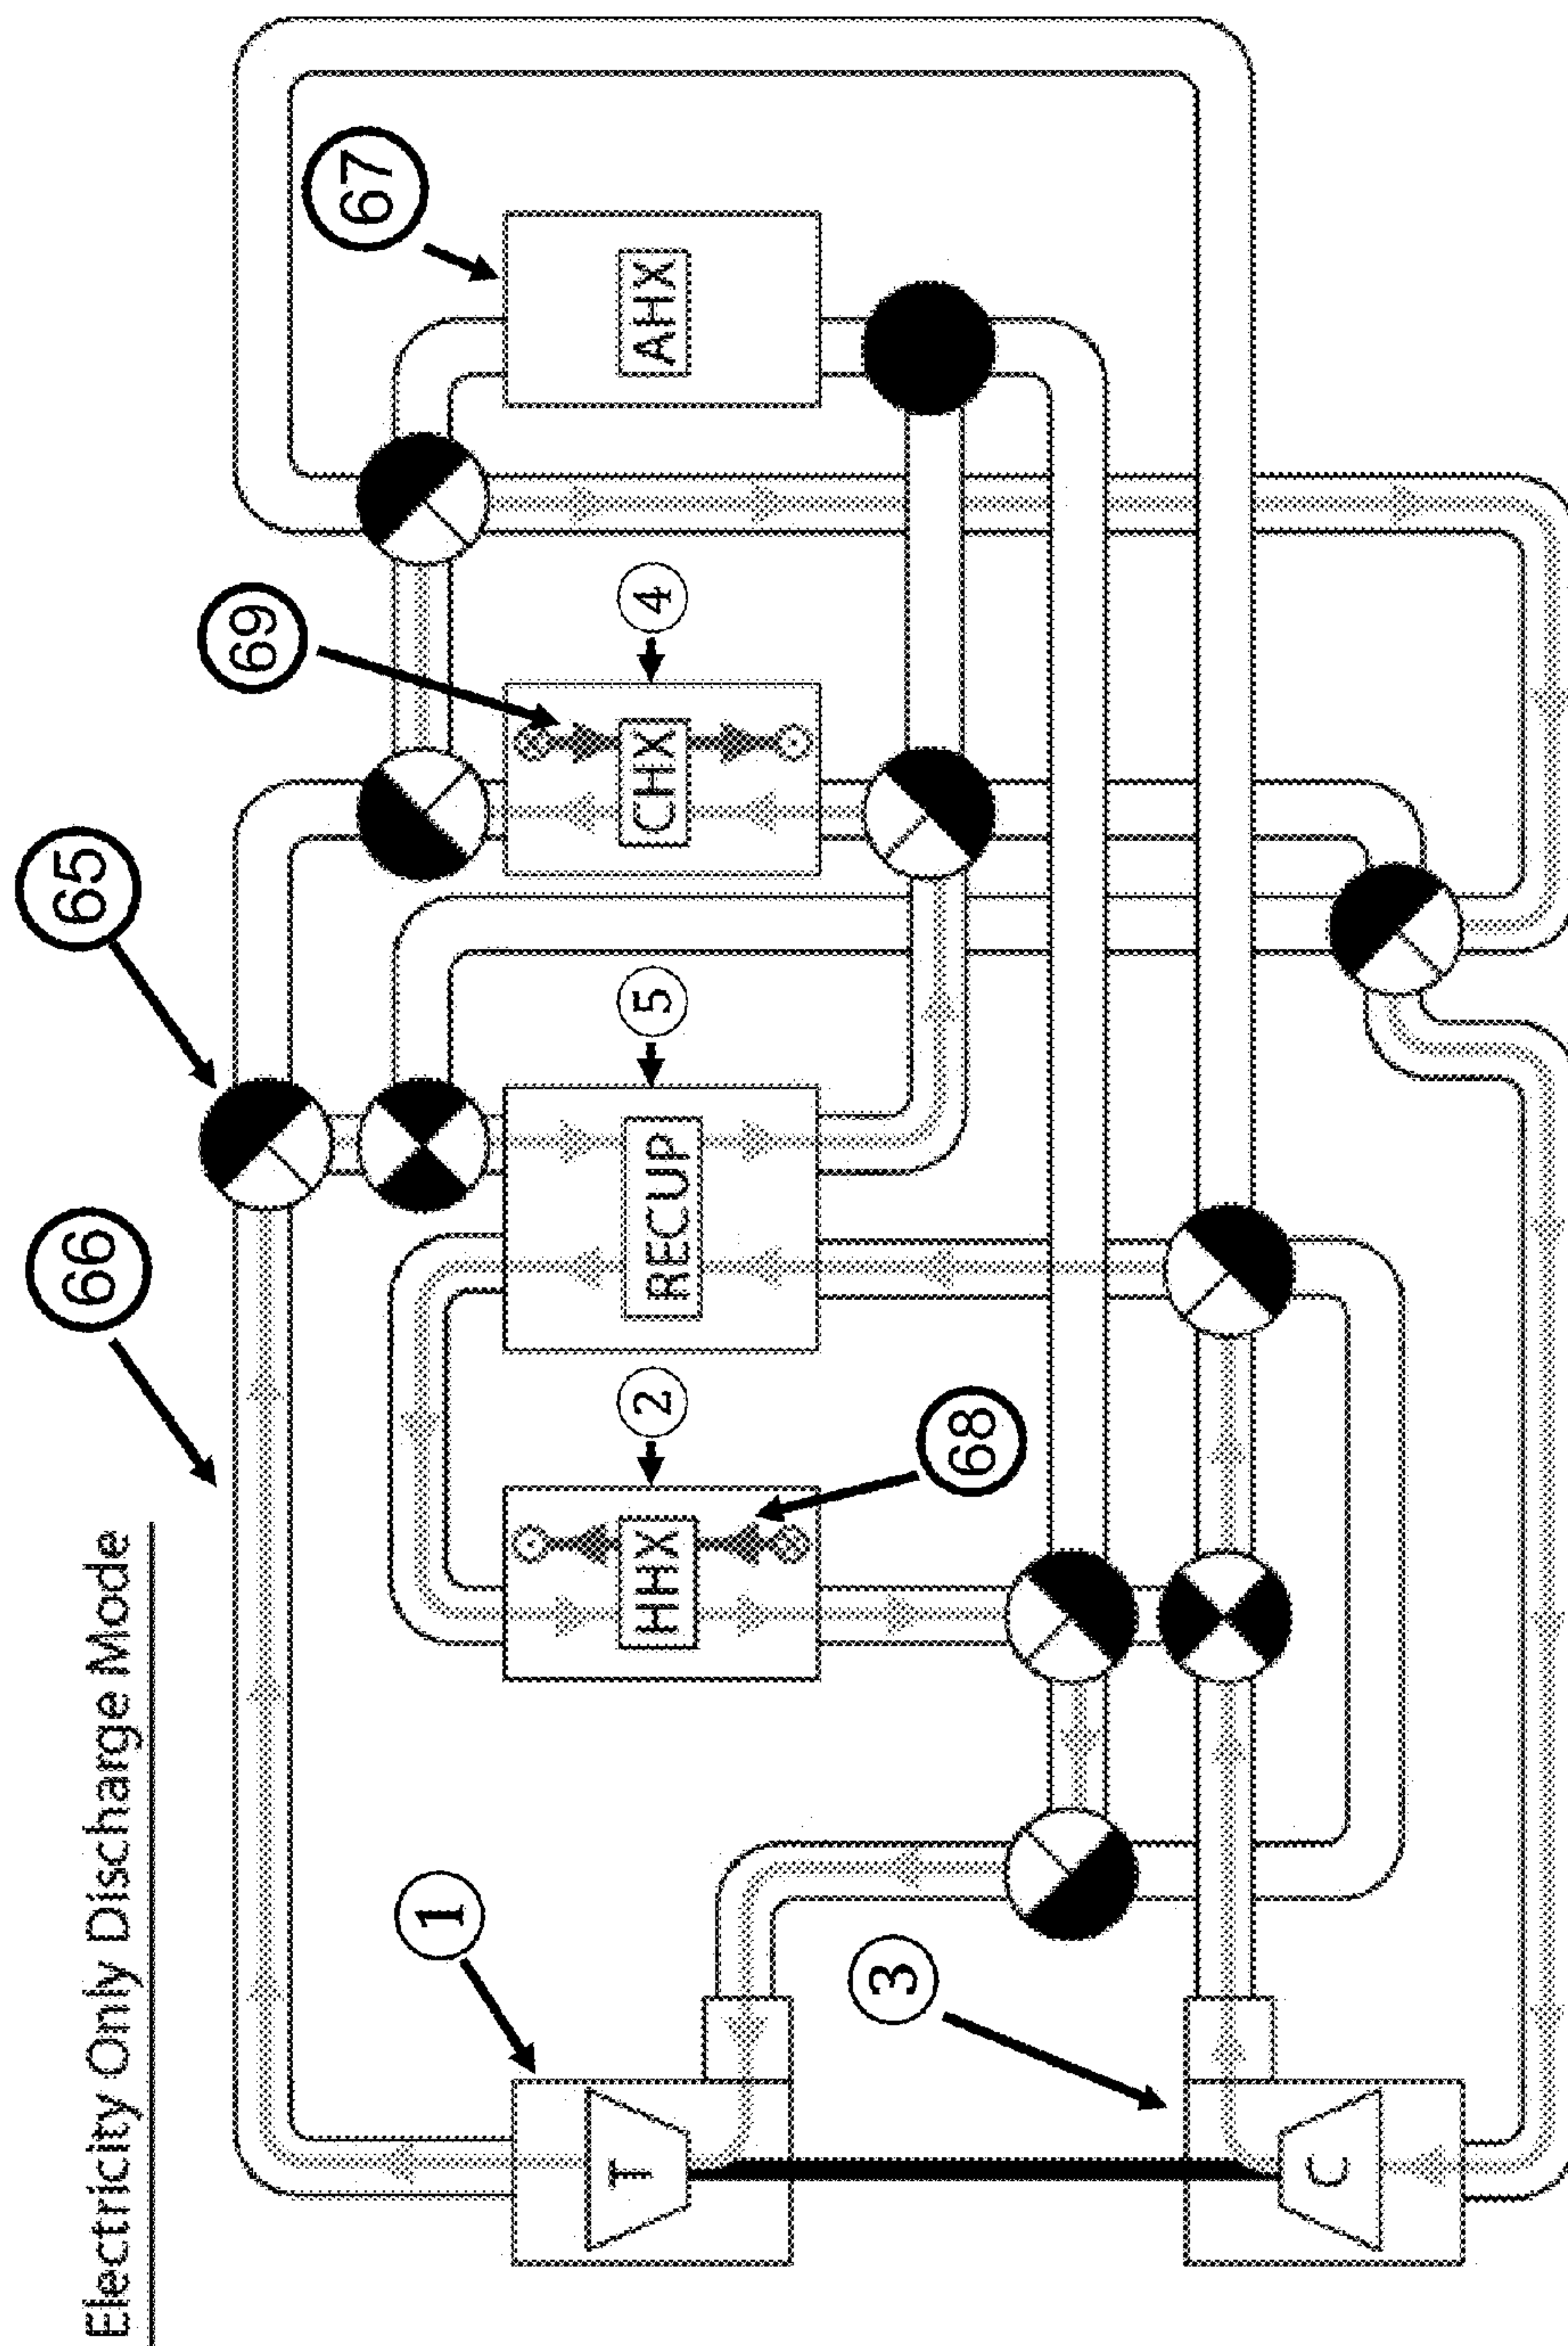 Electricity Only Discharge Mode
66
65
69
67
1
2
5
4
T
HHX
RECUP
CHX
AHX
3
68
C